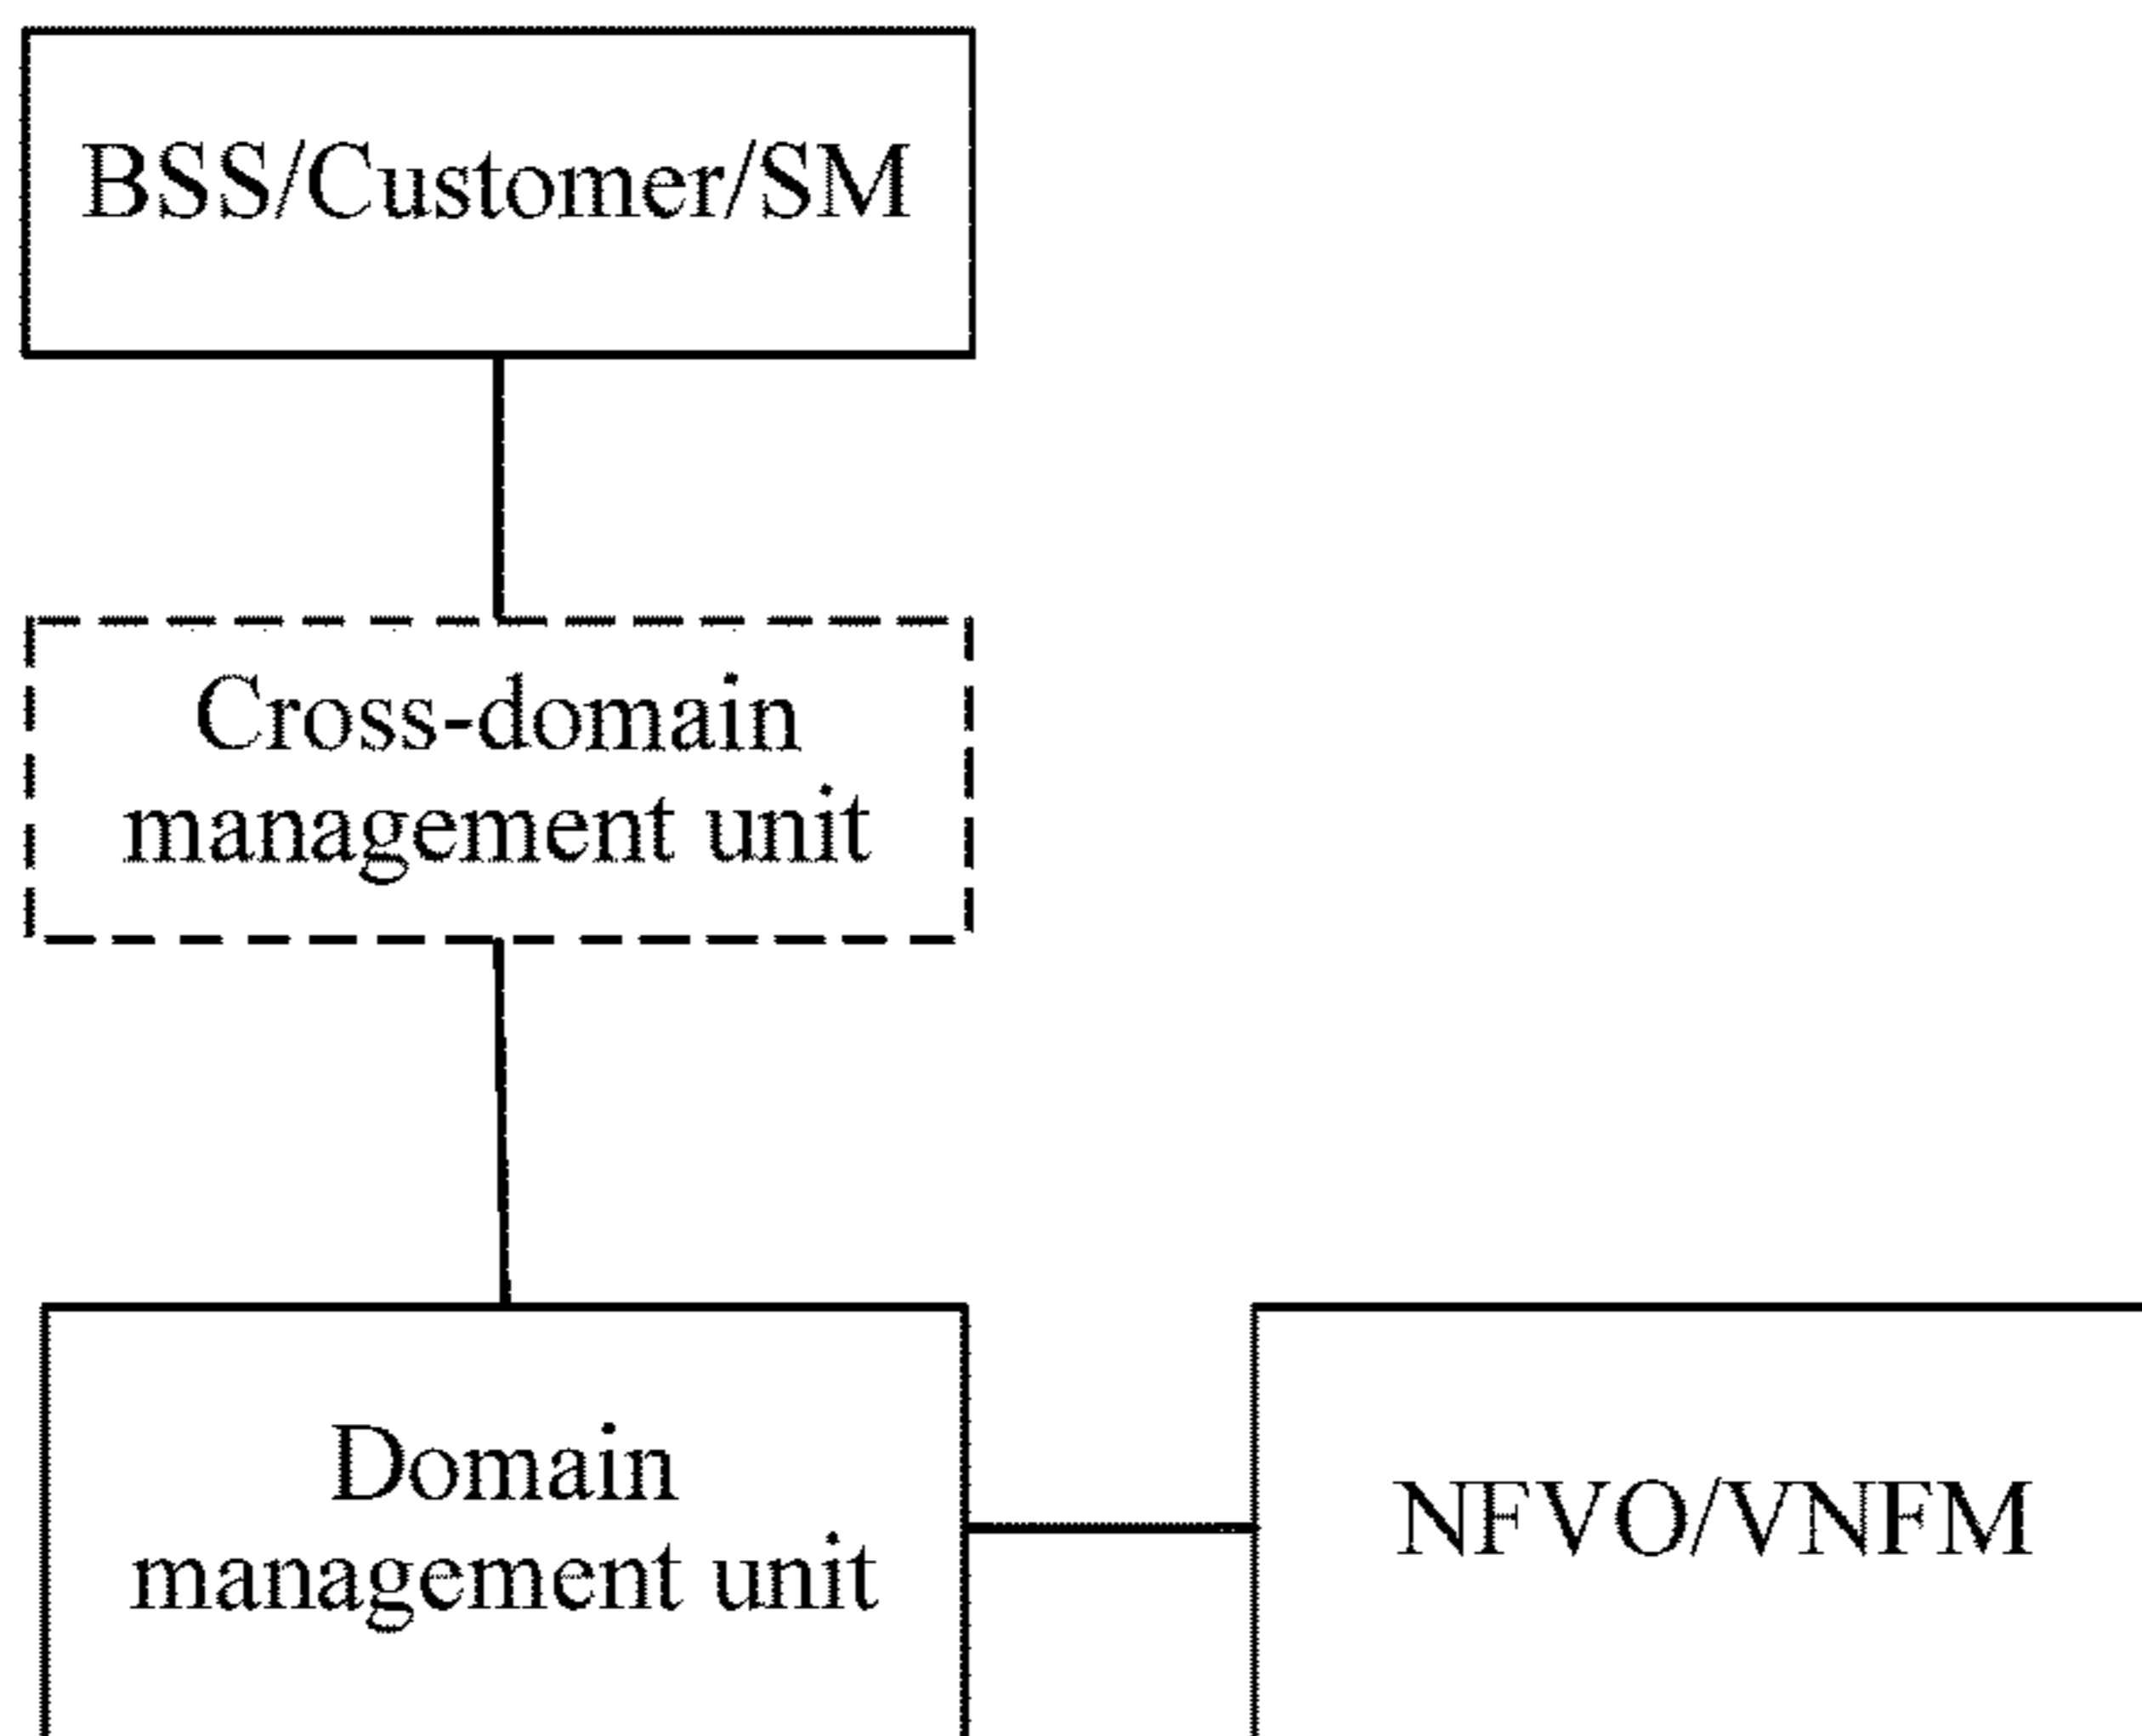 BSS/Customer/SM
Cross-domain
management unit
Domain
management unit
NFVO/VNFM